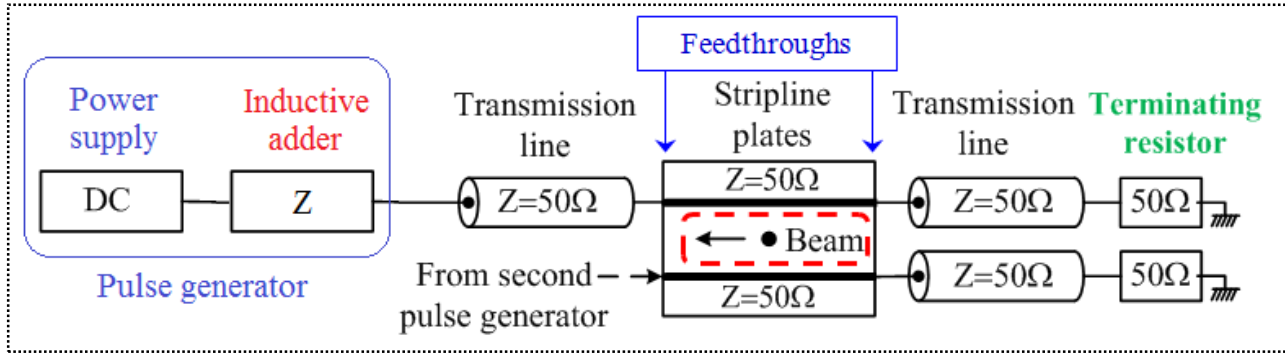 Feedthroughs
Power
supply
Inductive
adder
Transmission
line
Stripline
plates
Transmission
line
Terminating
resistor
DC
Z
Z=50Ω
Z=50Ω
Z=50Ω
50Ω
Beam
Pulse generator
From second
pulse generator
Z=50Ω
Z=50Ω
50Ω